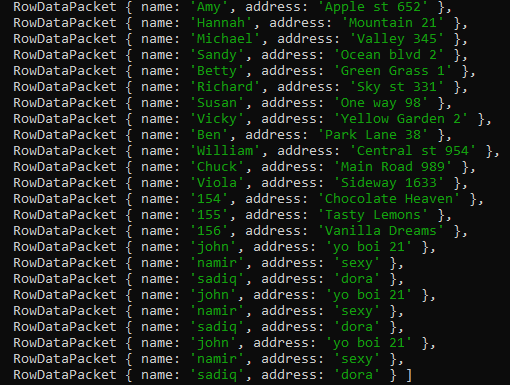 RowDataPacket { name: 'Amy', address: 'Apple st 652' },
RowDataPacket { name: 'Hannah', address: 'Mountain 21' },
RowDataPacket { name: 'Michael', address: 'Valley 345' },
RowDataPacket { name: 'Sandy', address: 'Ocean blvd 2' },
RowDataPacket { name: 'Betty', address: 'Green Grass 1' },
RowDataPacket { name: 'Richard', address: 'Sky st 331' },
RowDataPacket { name: 'Susan', address: 'One way 98' },
RowDataPacket { name: 'Vicky', address: 'Yellow Garden 2' },
RowDataPacket { name: 'Ben', address: 'Park Lane 38' },
RowDataPacket { name: 'William', address: 'Central st 954' },
RowDataPacket { name: 'Chuck', address: 'Main Road 989' },
RowDataPacket { name: 'Viola', address: 'Sideway 1633' },
RowDataPacket { name: '154', address: 'Chocolate Heaven' },
RowDataPacket { name: '155', address: 'Tasty Lemons' },
RowDataPacket { name: '156', address: 'Vanilla Dreams' },
RowDataPacket { name: 'john', address: 'yo boi 21' },
RowDataPacket { name: 'namir', address: 'sexy' },
RowDataPacket { name: 'sadiq', address: 'dora' },
RowDataPacket { name: 'john', address: 'yo boi 21' },
RowDataPacket { name: 'namir', address: 'sexy' },
RowDataPacket { name: 'sadiq', address: 'dora' },
RowDataPacket { name: 'john', address: 'yo boi 21' },
RowDataPacket { name: 'namir', address: 'sexy' },
RowDataPacket { name: 'sadiq', address: 'dora' } ]